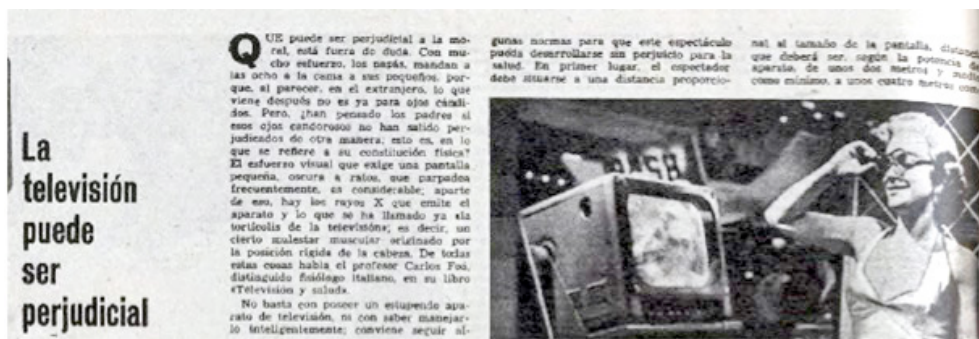 La
televisión
puede
ser
perjudicial
QUE puede ser perjudicial a la mo-
ral, está fuera de duda. Con mu-
cho esfuerzo, los papás, mandan a
las ocho a la cama a sus pequeños, por-
que, al parecer, en el extranjero, lo que
viene después no es ya para ojos cándi-
dos. Pero, ¿han pensado los padres si
esos ojos candorosos no han salido per-
judicados de otra manera, esto es, en lo
que se refiere a su constitución física?
El esfuerzo visual que exige una pantalla
pequeña, oscura a ratos, que parpadea
frecuentemente, es considerable; aparte
de eso, hay los rayos X que emite el
aparato y lo que se ha llamado ya «la
tortícolis de la televisión»; es decir, un
cierto malestar muscular originado por
la posición rígida de la cabeza. De todas
estas cosas habla el profesor Carlos Foá,
distinguido fisiólogo italiano, en su libro
«Televisión y salud».
No basta con poseer un estupendo apa-
rato de televisión, ni con saber manejar-
lo inteligentemente; conviene seguir al-
gunas normas para que este espectáculo
pueda desarrollarse sin perjuicio para la
salud. En primer lugar, el espectador
debe situarse a una distancia proporcio-
nal al tamaño de la pantalla,
que deberá ser, según la potencia del
aparato, de unos dos metros y
como mínimo, a unos cuatro metros